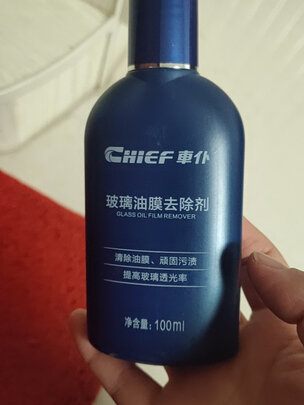 CHIEF 車仆
玻璃油膜去除剂
GLASS OIL FILM REMOVER
清除油膜、顽固污渍
提高玻璃透光率
净含量:100ml